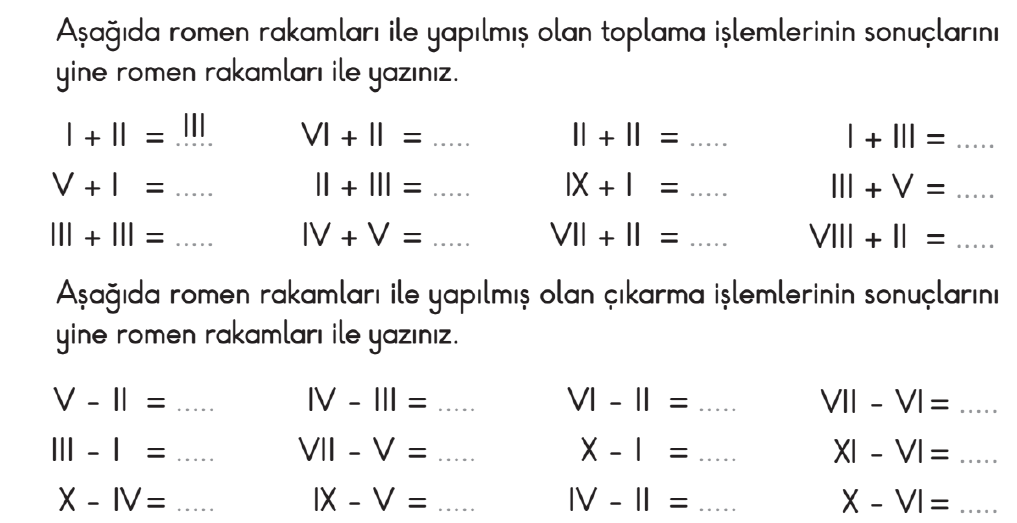 Aşağıda romen rakamları ile yapılmış olan toplama işlemlerinin sonuçlarını
yine romen rakamları ile yazınız.
I + II = ..III.. VI + II = ..... II + II = ..... I + III = .....
V + I = ..... II + III = ..... IX + I = ..... III + V = .....
III + III = ..... IV + V = ..... VII + II = ..... VIII + II = .....
Aşağıda romen rakamları ile yapılmış olan çıkarma işlemlerinin sonuçlarını
yine romen rakamları ile yazınız.
V - II = ..... IV - III = ..... VI - II = ..... VII - VI = .....
III - I = ..... VII - V = ..... X - I = ..... XI - VI = .....
X - IV = ..... IX - V = ..... IV - II = ..... X - VI = .....